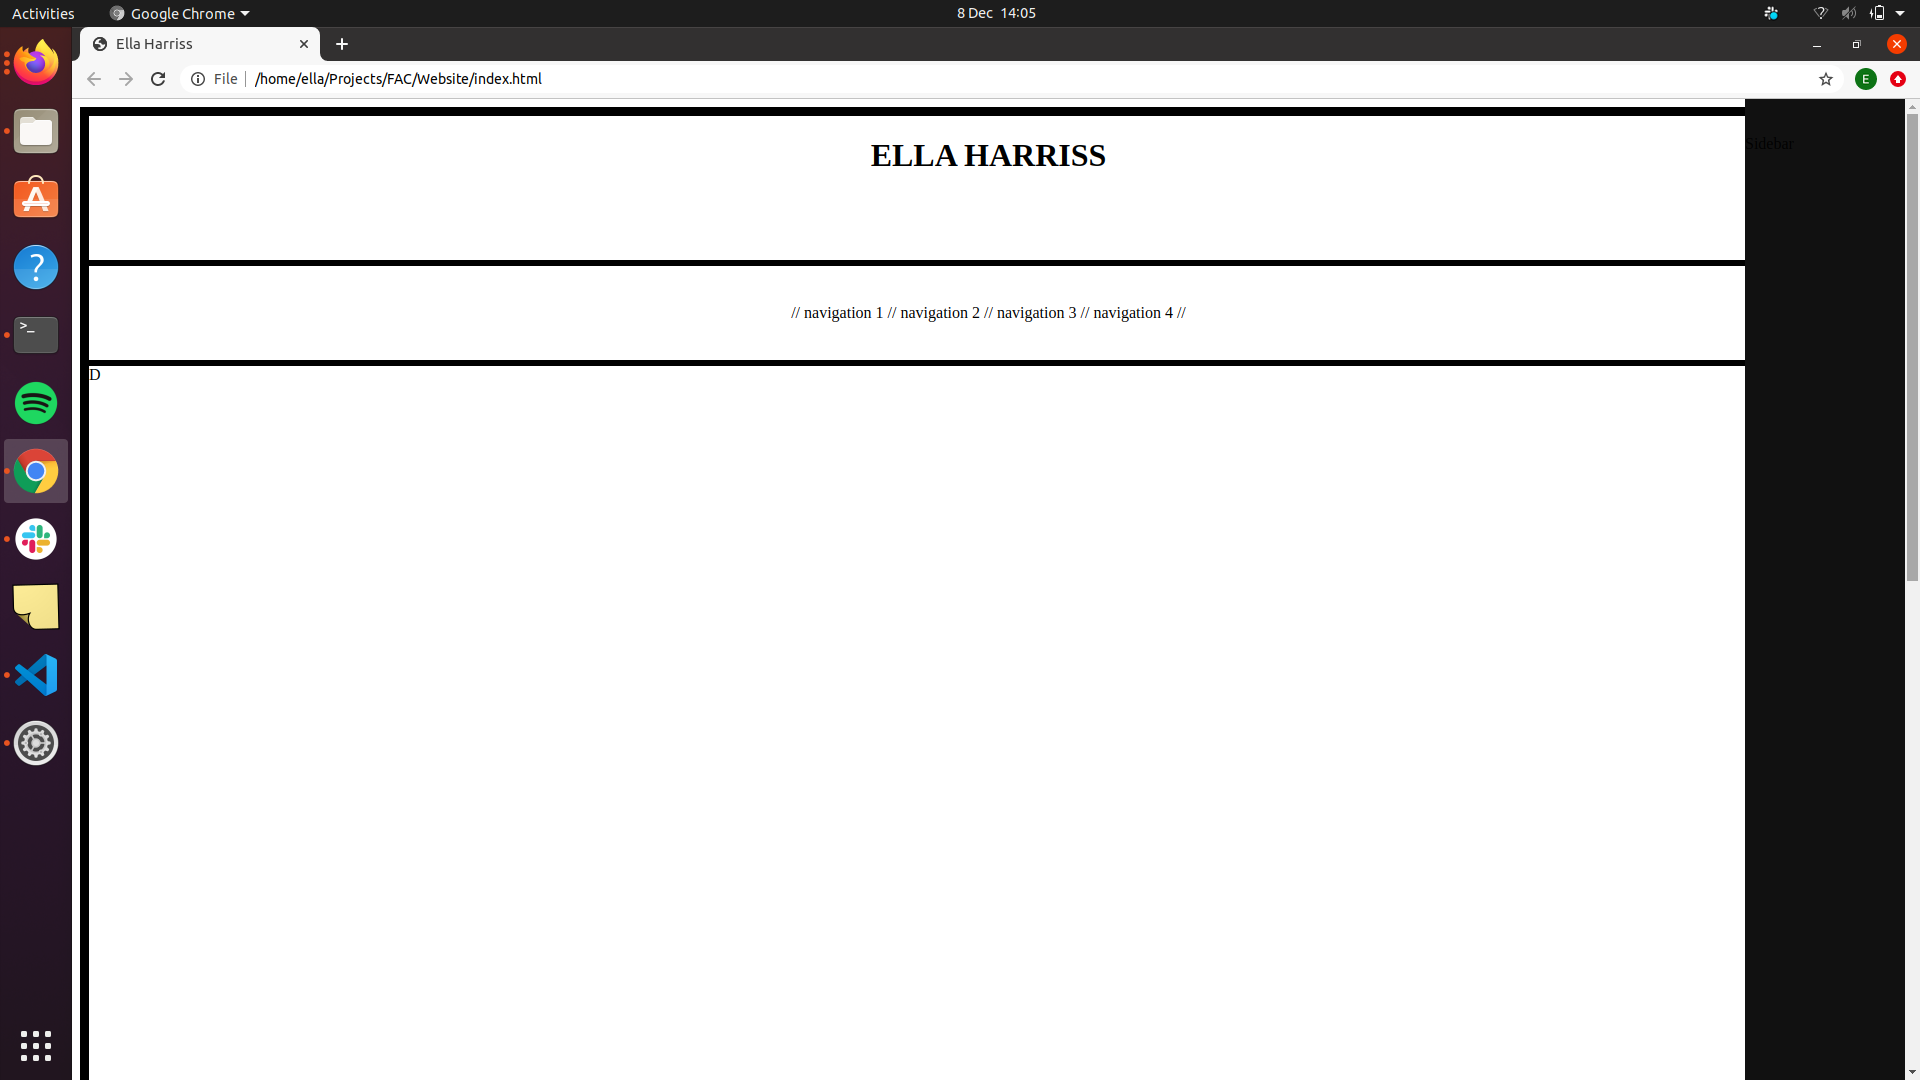 Activities
Google Chrome
8 Dec 14:05
Ella Harriss
File
/home/ella/Projects/FAC/Website/index.html
E
ELLA HARRISS
Sidebar
// navigation 1 // navigation 2 // navigation 3 // navigation 4 //
D